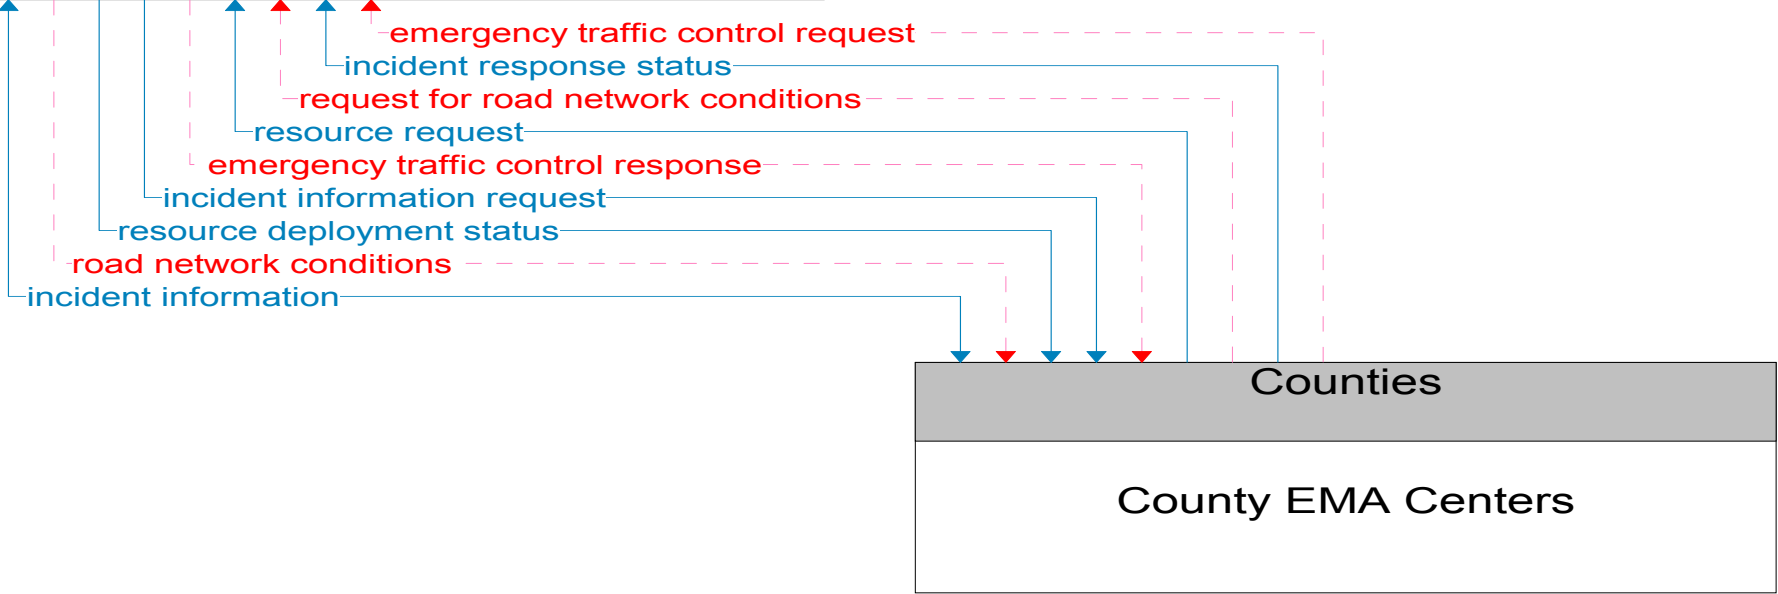 emergency traffic control request
incident response status
request for road network conditions
resource request
emergency traffic control response
incident information request
resource deployment status
road network conditions
incident information
Counties
County EMA Centers